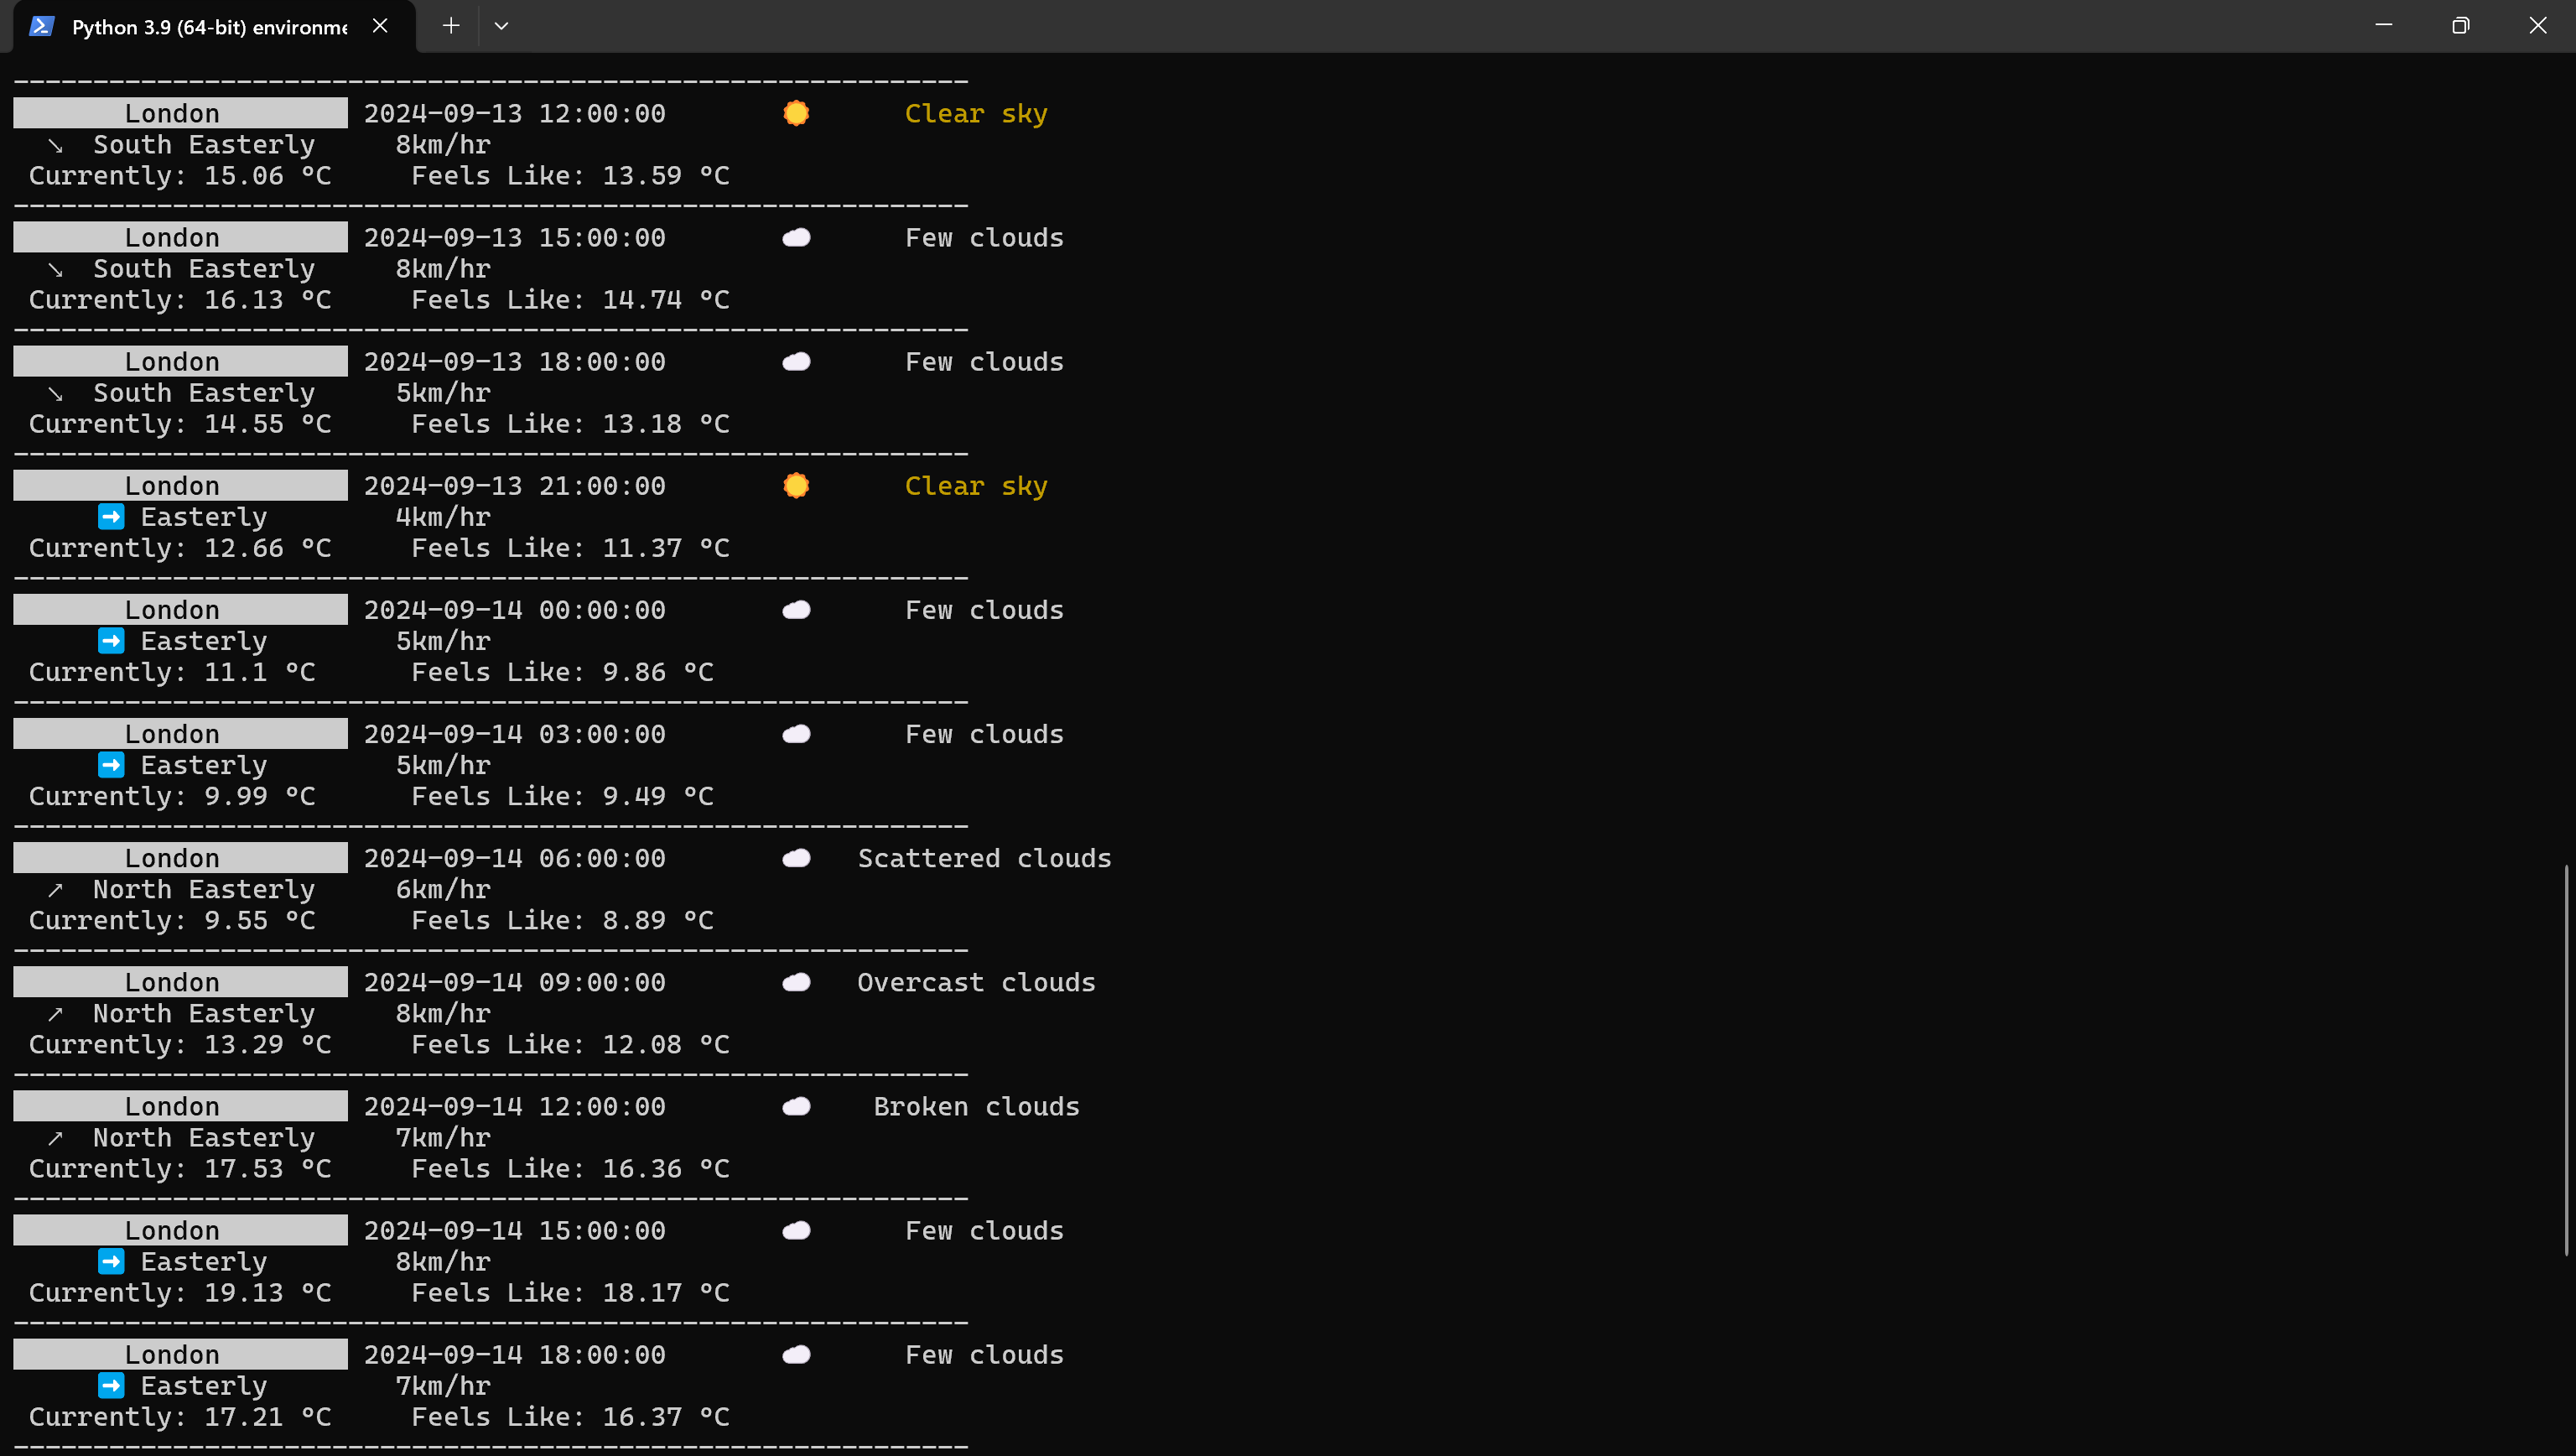 Python 3.9 (64-bit) environme
------------------------------------------------------------
London 2024-09-13 12:00:00 ☀️ Clear sky
↘ South Easterly 8km/hr
Currently: 15.06 °C Feels Like: 13.59 °C
------------------------------------------------------------
London 2024-09-13 15:00:00 ☁️ Few clouds
↘ South Easterly 8km/hr
Currently: 16.13 °C Feels Like: 14.74 °C
------------------------------------------------------------
London 2024-09-13 18:00:00 ☁️ Few clouds
↘ South Easterly 5km/hr
Currently: 14.55 °C Feels Like: 13.18 °C
------------------------------------------------------------
London 2024-09-13 21:00:00 ☀️ Clear sky
➡️ Easterly 4km/hr
Currently: 12.66 °C Feels Like: 11.37 °C
------------------------------------------------------------
London 2024-09-14 00:00:00 ☁️ Few clouds
➡️ Easterly 5km/hr
Currently: 11.1 °C Feels Like: 9.86 °C
------------------------------------------------------------
London 2024-09-14 03:00:00 ☁️ Few clouds
➡️ Easterly 5km/hr
Currently: 9.99 °C Feels Like: 9.49 °C
------------------------------------------------------------
London 2024-09-14 06:00:00 ☁️ Scattered clouds
↗ North Easterly 6km/hr
Currently: 9.55 °C Feels Like: 8.89 °C
------------------------------------------------------------
London 2024-09-14 09:00:00 ☁️ Overcast clouds
↗ North Easterly 8km/hr
Currently: 13.29 °C Feels Like: 12.08 °C
------------------------------------------------------------
London 2024-09-14 12:00:00 ☁️ Broken clouds
↗ North Easterly 7km/hr
Currently: 17.53 °C Feels Like: 16.36 °C
------------------------------------------------------------
London 2024-09-14 15:00:00 ☁️ Few clouds
➡️ Easterly 8km/hr
Currently: 19.13 °C Feels Like: 18.17 °C
------------------------------------------------------------
London 2024-09-14 18:00:00 ☁️ Few clouds
➡️ Easterly 7km/hr
Currently: 17.21 °C Feels Like: 16.37 °C
------------------------------------------------------------